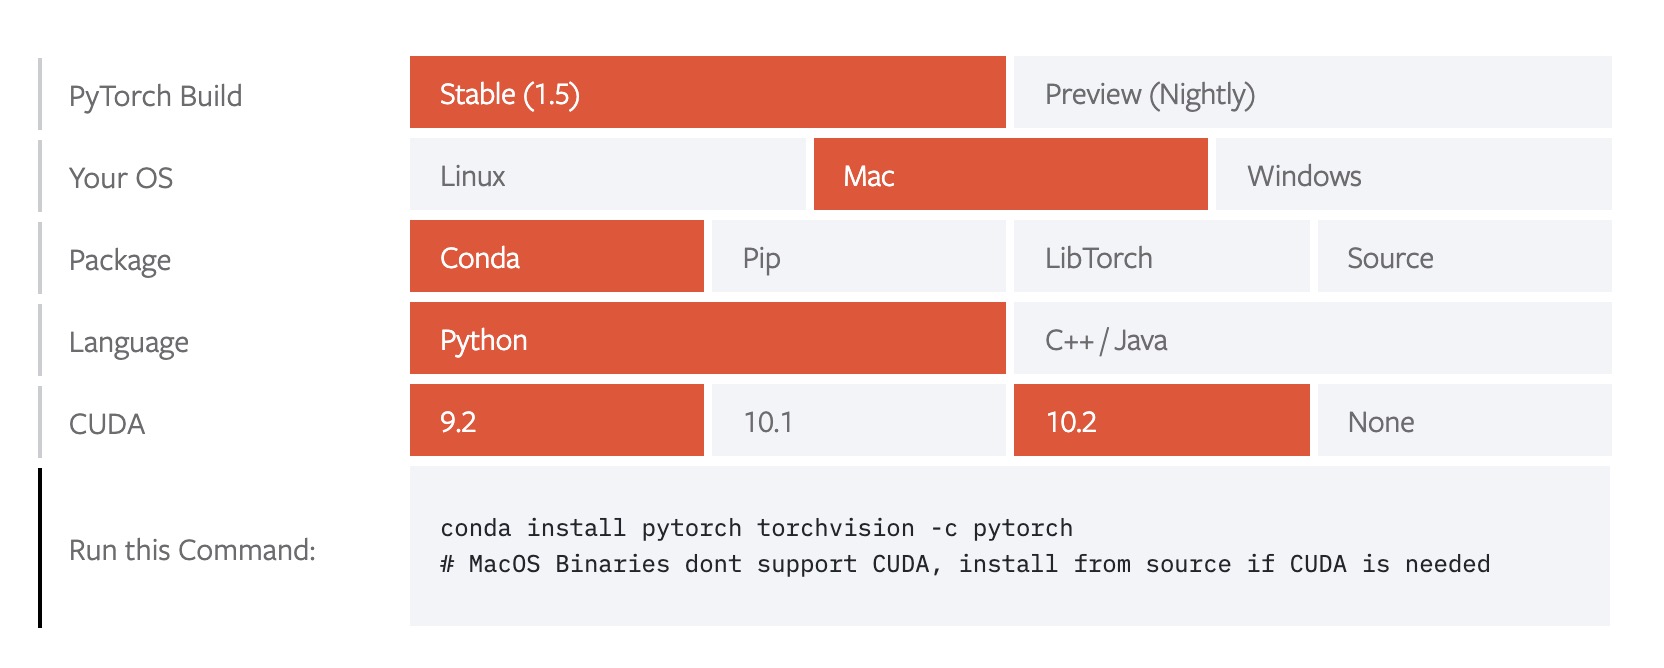 PyTorch Build
Stable (1.5)
Preview (Nightly)
Your OS
Linux
Mac
Windows
Package
Conda
Pip
LibTorch
Source
Language
Python
C++ / Java
CUDA
9.2
10.1
10.2
None
Run this Command:
conda install pytorch torchvision -c pytorch
# MacOS Binaries dont support CUDA, install from source if CUDA is needed